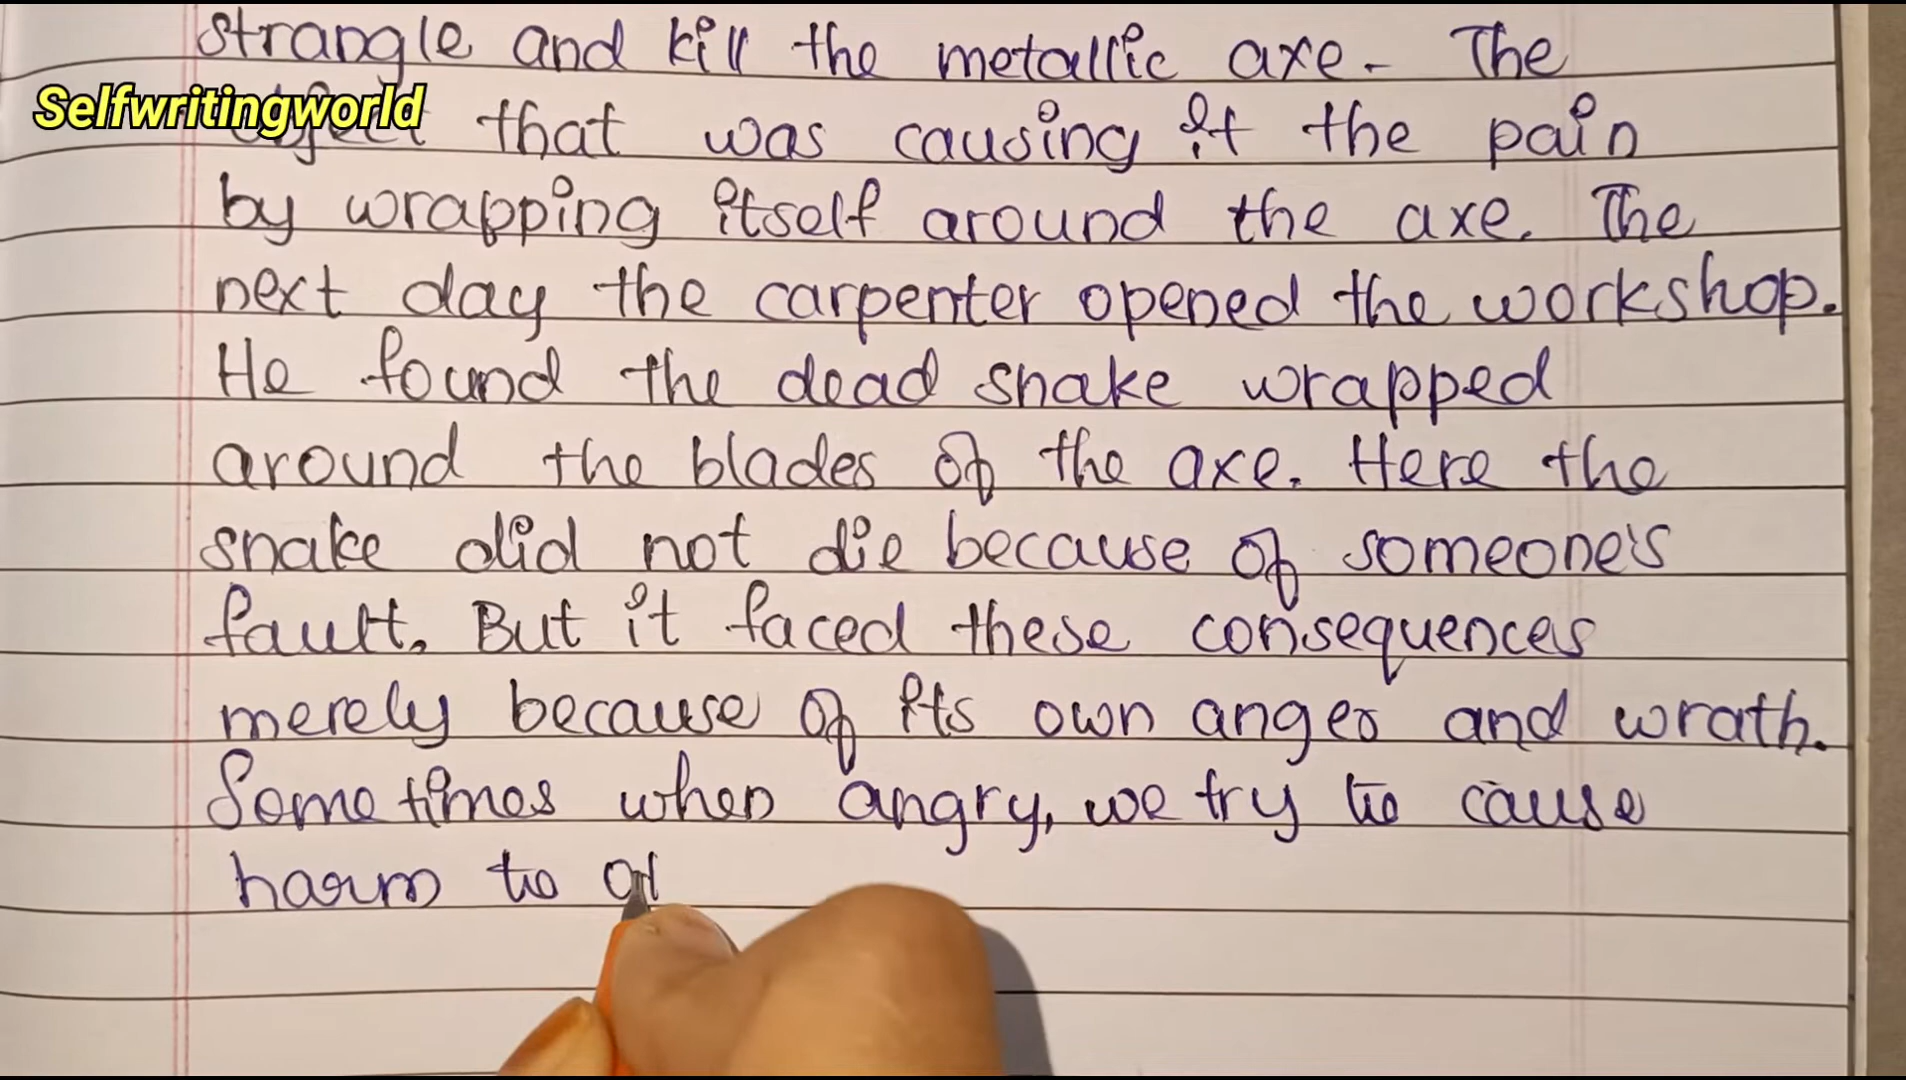 strangle and kill the metallic axe. The
Selfwritingworld
object that was causing it the pain
by wrapping itself around the axe. The
next day the carpenter opened the workshop.
He found the dead snake wrapped
around the blades of the axe. Here the
snake did not die because of someone's
fault. But it faced these consequences
merely because of its own anger and wrath.
Sometimes when angry, we try to cause
harm to